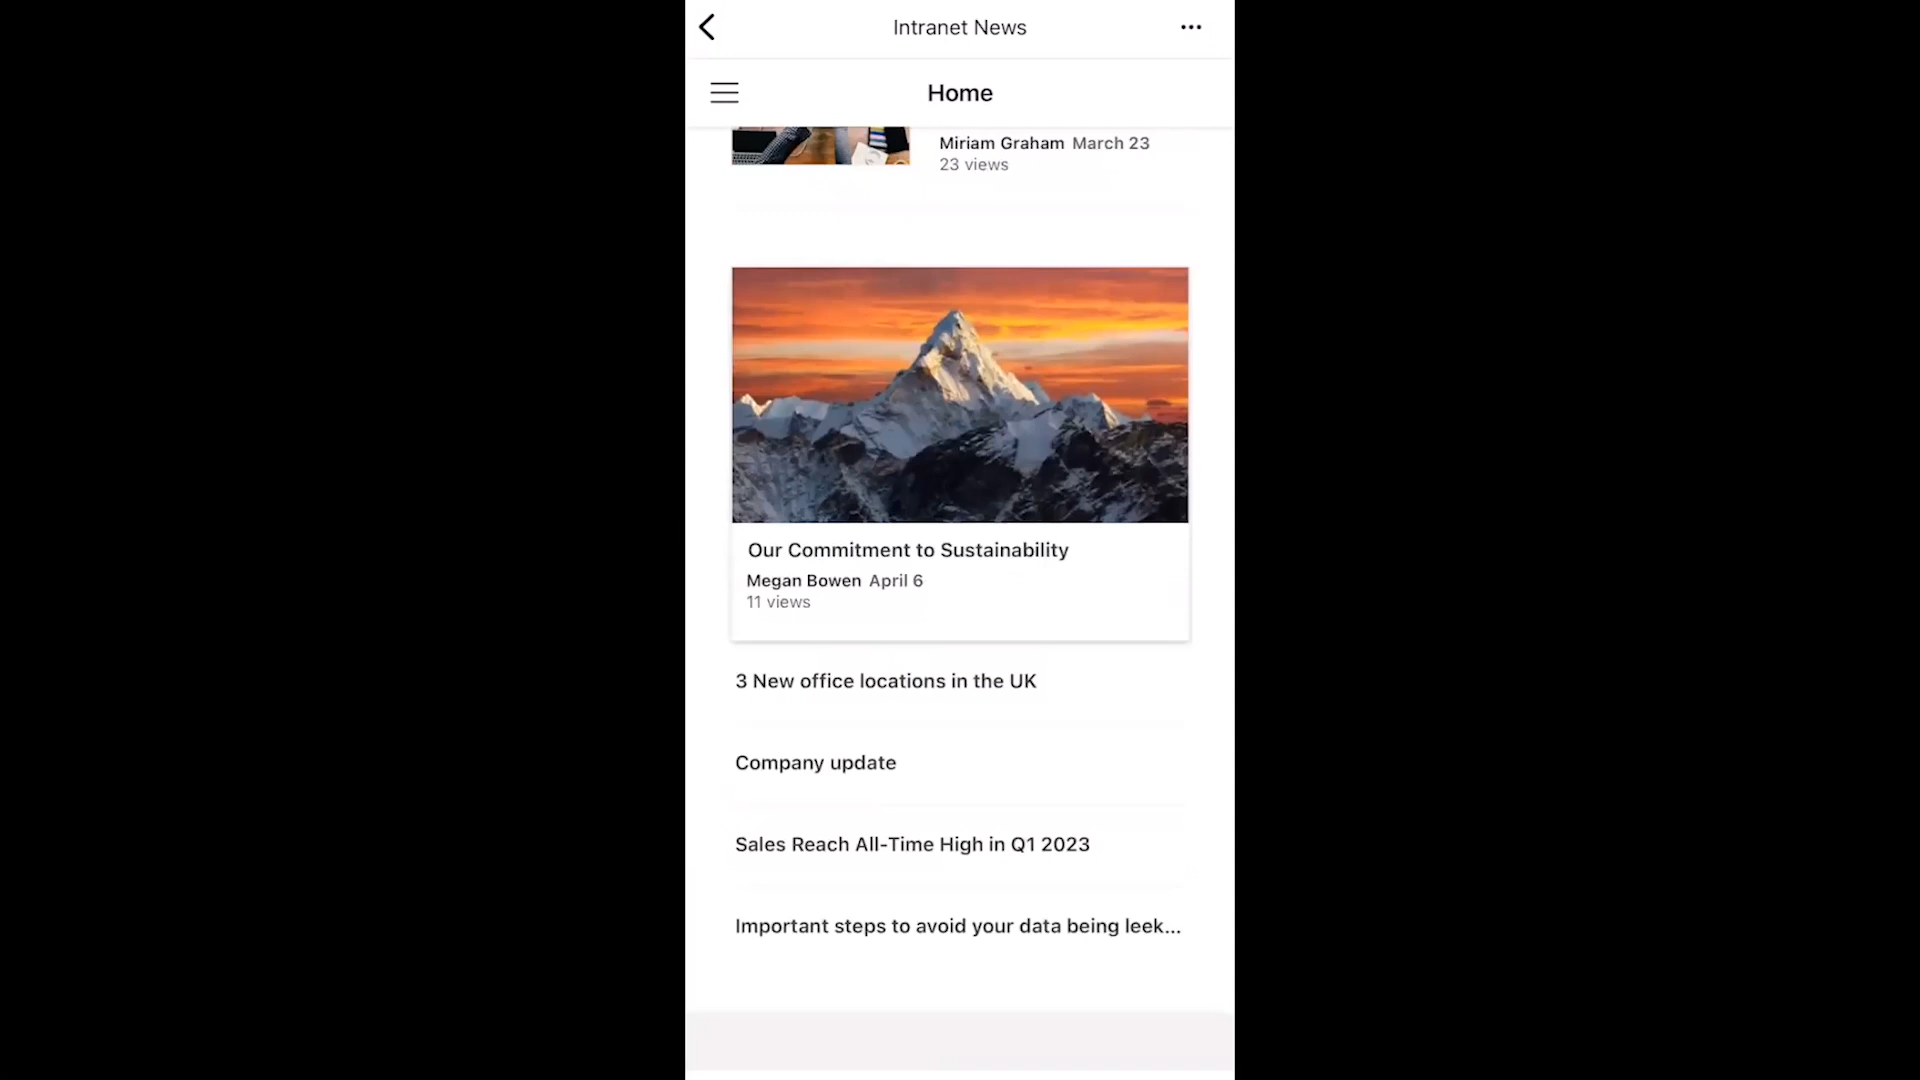 Intranet News
Home
Miriam Graham March 23
23 views
Our Commitment to Sustainability
Megan Bowen April 6
11 views
3 New office locations in the UK
Company update
Sales Reach All-Time High in Q1 2023
Important steps to avoid your data being leek...